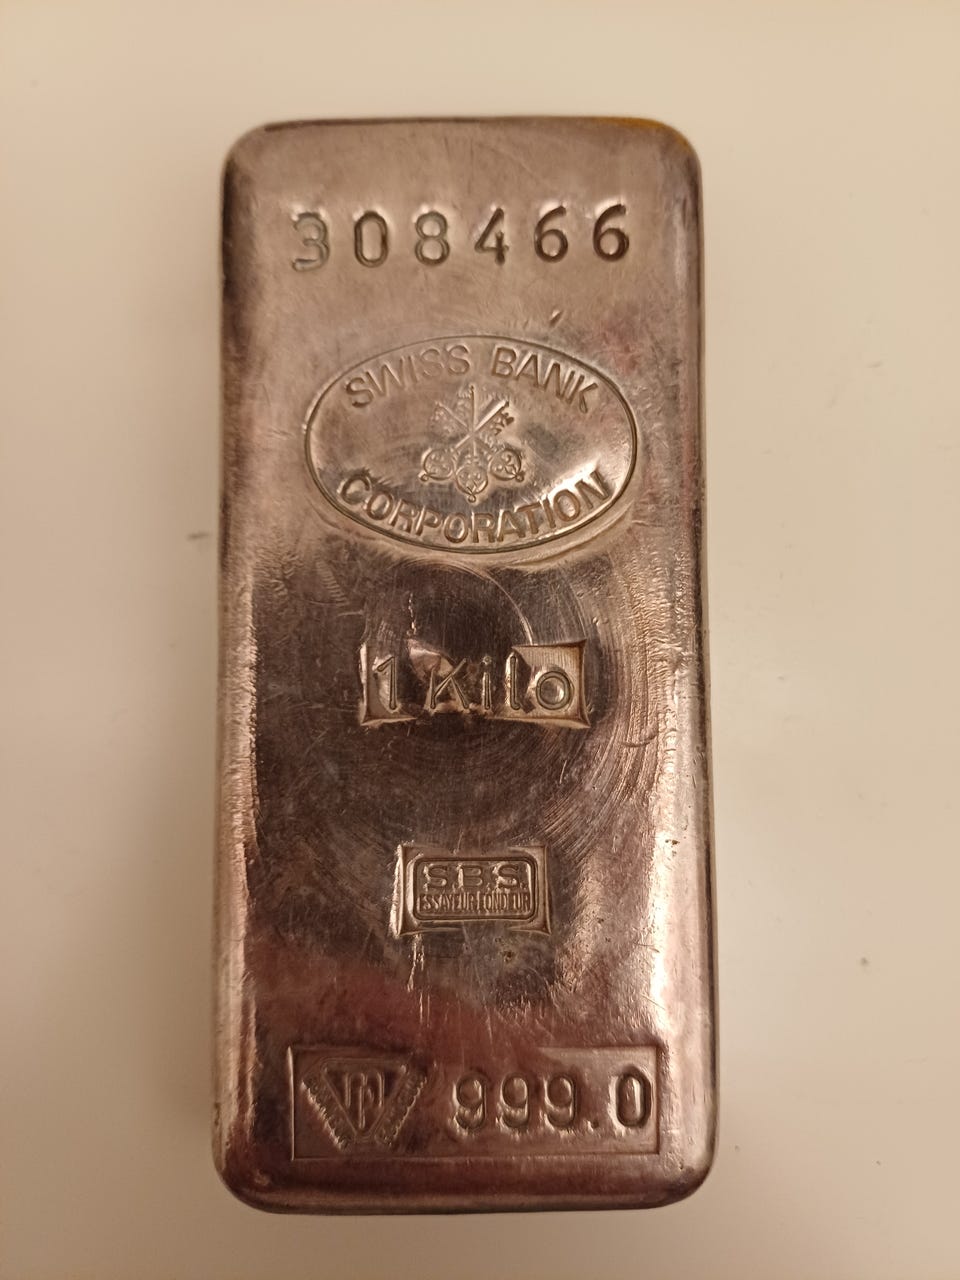 308466
SWISS BANK
CORPORATION
1 Kilo
S.B.S.
ESSAYEUR FONDEUR
999.0